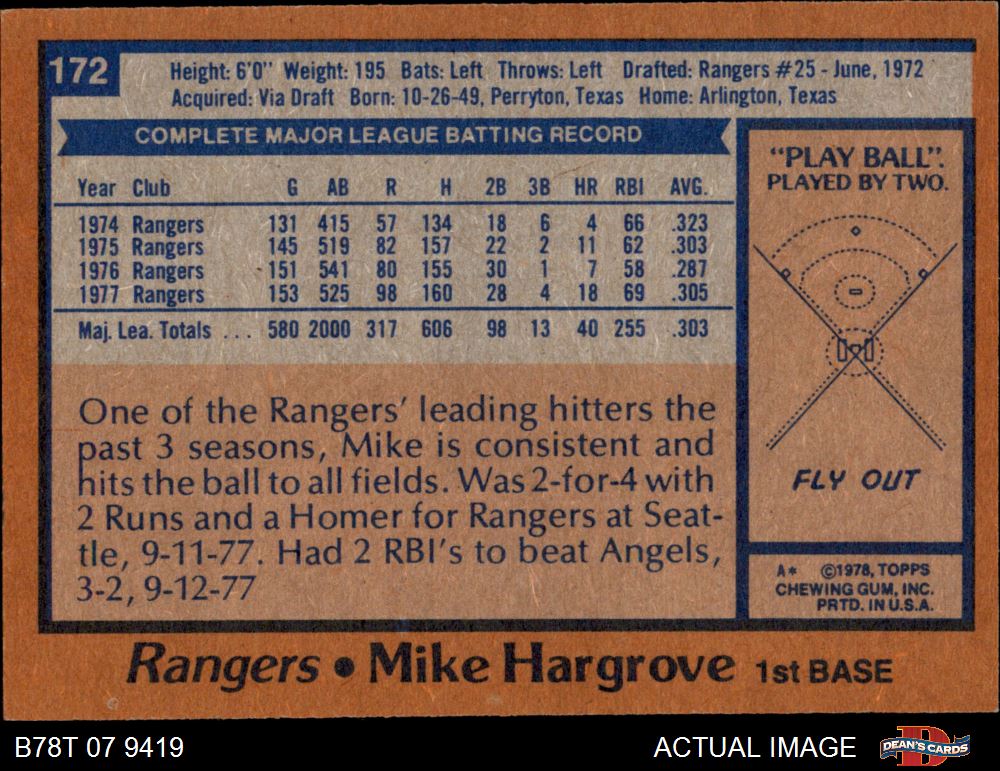 172
Height: 6'0" Weight: 195 Bats: Left Throws: Left Drafted: Rangers #25 - June, 1972
Acquired: Via Draft Born: 10-26-49, Perryton, Texas Home: Arlington, Texas
COMPLETE MAJOR LEAGUE BATTING RECORD
Year Club G AB R H 2B 3B HR RBI AVG.
1974 Rangers 131 415 57 134 18 6 4 66 .323
1975 Rangers 145 519 82 157 22 2 11 62 .303
1976 Rangers 151 541 80 155 30 1 7 58 .287
1977 Rangers 153 525 98 160 28 4 18 69 .305
Maj. Lea. Totals ... 580 2000 317 606 98 13 40 255 .303
One of the Rangers' leading hitters the
past 3 seasons, Mike is consistent and
hits the ball to all fields. Was 2-for-4 with
2 Runs and a Homer for Rangers at Seat-
tle, 9-11-77. Had 2 RBI's to beat Angels,
3-2, 9-12-77
"PLAY BALL".
PLAYED BY TWO.
FLY OUT
A* ©1978, TOPPS
CHEWING GUM, INC.
PRTD. IN U.S.A.
Rangers • Mike Hargrove 1st BASE
B78T 07 9419
ACTUAL IMAGE
DEAN'S CARDS